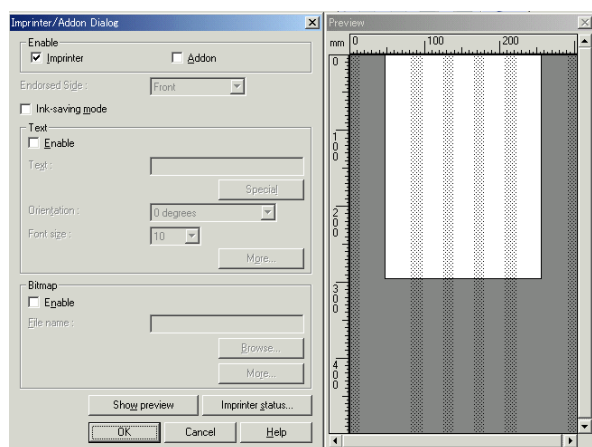 Imprinter/Addon Dialog
Enable
Imprinter
Addon
Endorsed Side:
Front
Ink-saving mode
Text
Enable
Text :
Special
Orientation :
0 degrees
Font size :
10
More...
Bitmap
Enable
File name :
Browse...
More...
Show preview
Imprinter status...
OK
Cancel
Help
Preview
mm
0
100
200
0
100
200
300
400